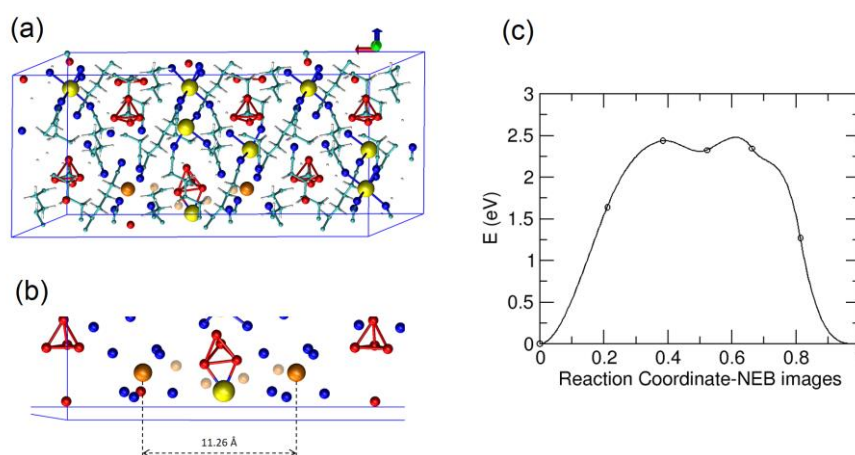 (a)
(b)
11.26 Å
(c)
E (eV)
3
2.5
2
1.5
1
0.5
0
0 0.2 0.4 0.6 0.8
Reaction Coordinate-NEB images